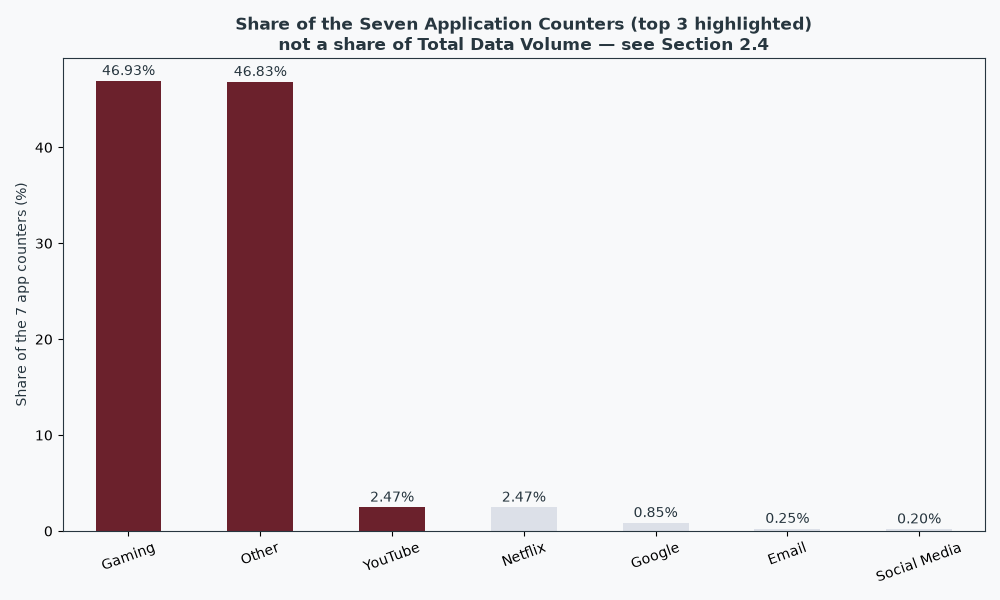 Share of the Seven Application Counters (top 3 highlighted)
not a share of Total Data Volume — see Section 2.4
Share of the 7 app counters (%)
40
30
20
10
0
46.93%
46.83%
2.47%
2.47%
0.85%
0.25%
0.20%
Gaming
Other
YouTube
Netflix
Google
Email
Social Media